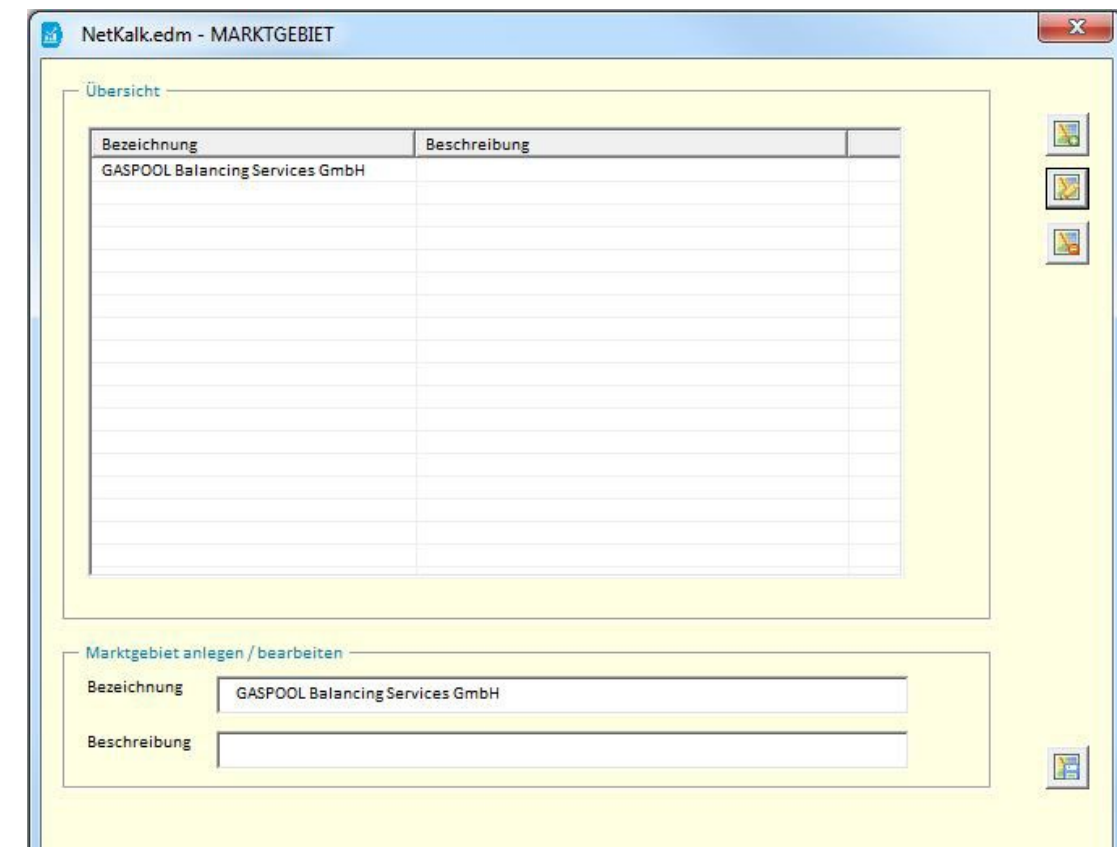 NetKalk.edm - MARKTGEBIET
Übersicht
Bezeichnung Beschreibung
GASPOOL Balancing Services GmbH
Marktgebiet anlegen / bearbeiten
Bezeichnung GASPOOL Balancing Services GmbH
Beschreibung